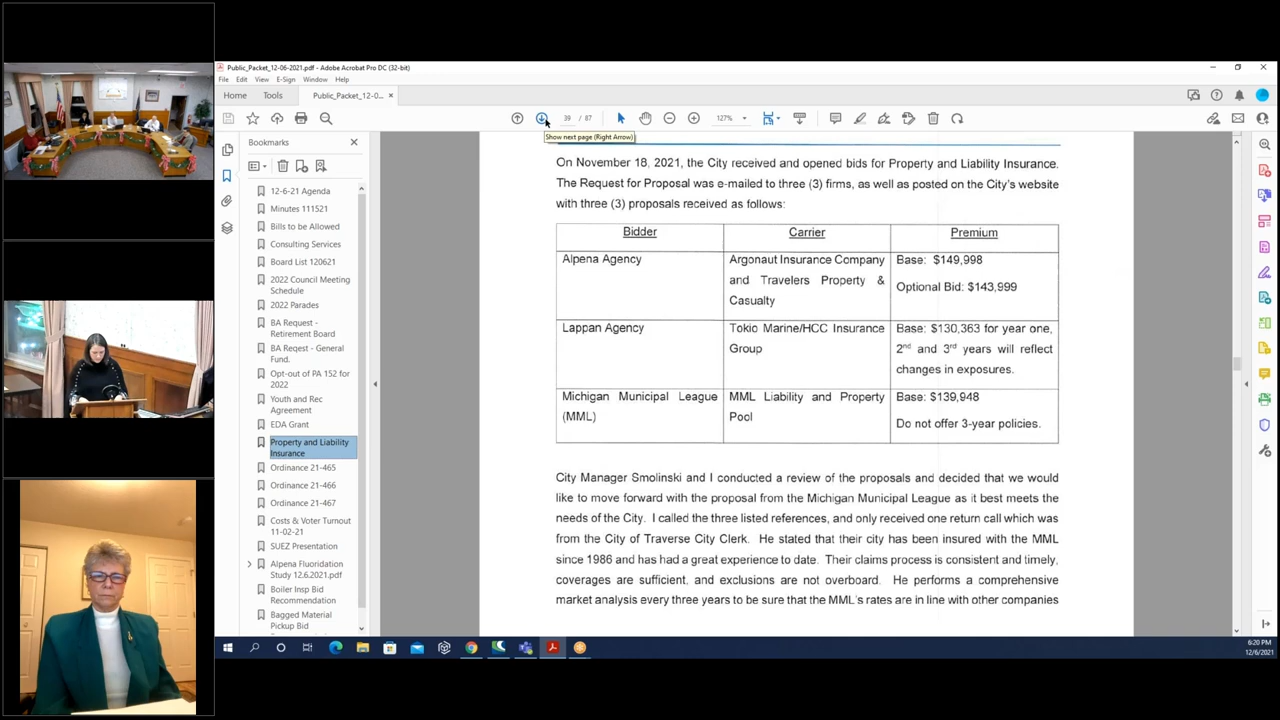 Public_Packet_12-06-2021.pdf - Adobe Acrobat Pro DC (32-bit)
File Edit View E-Sign Window Help
Home Tools Public_Packet_12-0... ×
39 / 87 127%
Show next page (Right Arrow)
Bookmarks
12-6-21 Agenda
Minutes 111521
Bills to be Allowed
Consulting Services
Board List 120621
2022 Council Meeting
Schedule
2022 Parades
BA Request -
Retirement Board
BA Reqest - General
Fund.
Opt-out of PA 152 for
2022
Youth and Rec
Agreement
EDA Grant
Property and Liability
Insurance
Ordinance 21-465
Ordinance 21-466
Ordinance 21-467
Costs & Voter Turnout
11-02-21
SUEZ Presentation
Alpena Fluoridation
Study 12.6.2021.pdf
Boiler Insp Bid
Recommendation
Bagged Material
Pickup Bid
On November 18, 2021, the City received and opened bids for Property and Liability Insurance.
The Request for Proposal was e-mailed to three (3) firms, as well as posted on the City's website
with three (3) proposals received as follows:
Bidder Carrier Premium
Alpena Agency Argonaut Insurance Company Base: $149,998
and Travelers Property & Optional Bid: $143,999
Casualty
Lappan Agency Tokio Marine/HCC Insurance Base: $130,363 for year one,
Group 2nd and 3rd years will reflect
changes in exposures.
Michigan Municipal League MML Liability and Property Base: $139,948
(MML) Pool Do not offer 3-year policies.
City Manager Smolinski and I conducted a review of the proposals and decided that we would
like to move forward with the proposal from the Michigan Municipal League as it best meets the
needs of the City. I called the three listed references, and only received one return call which was
from the City of Traverse City Clerk. He stated that their city has been insured with the MML
since 1986 and has had a great experience to date. Their claims process is consistent and timely,
coverages are sufficient, and exclusions are not overboard. He performs a comprehensive
market analysis every three years to be sure that the MML's rates are in line with other companies
6:20 PM
12/6/2021